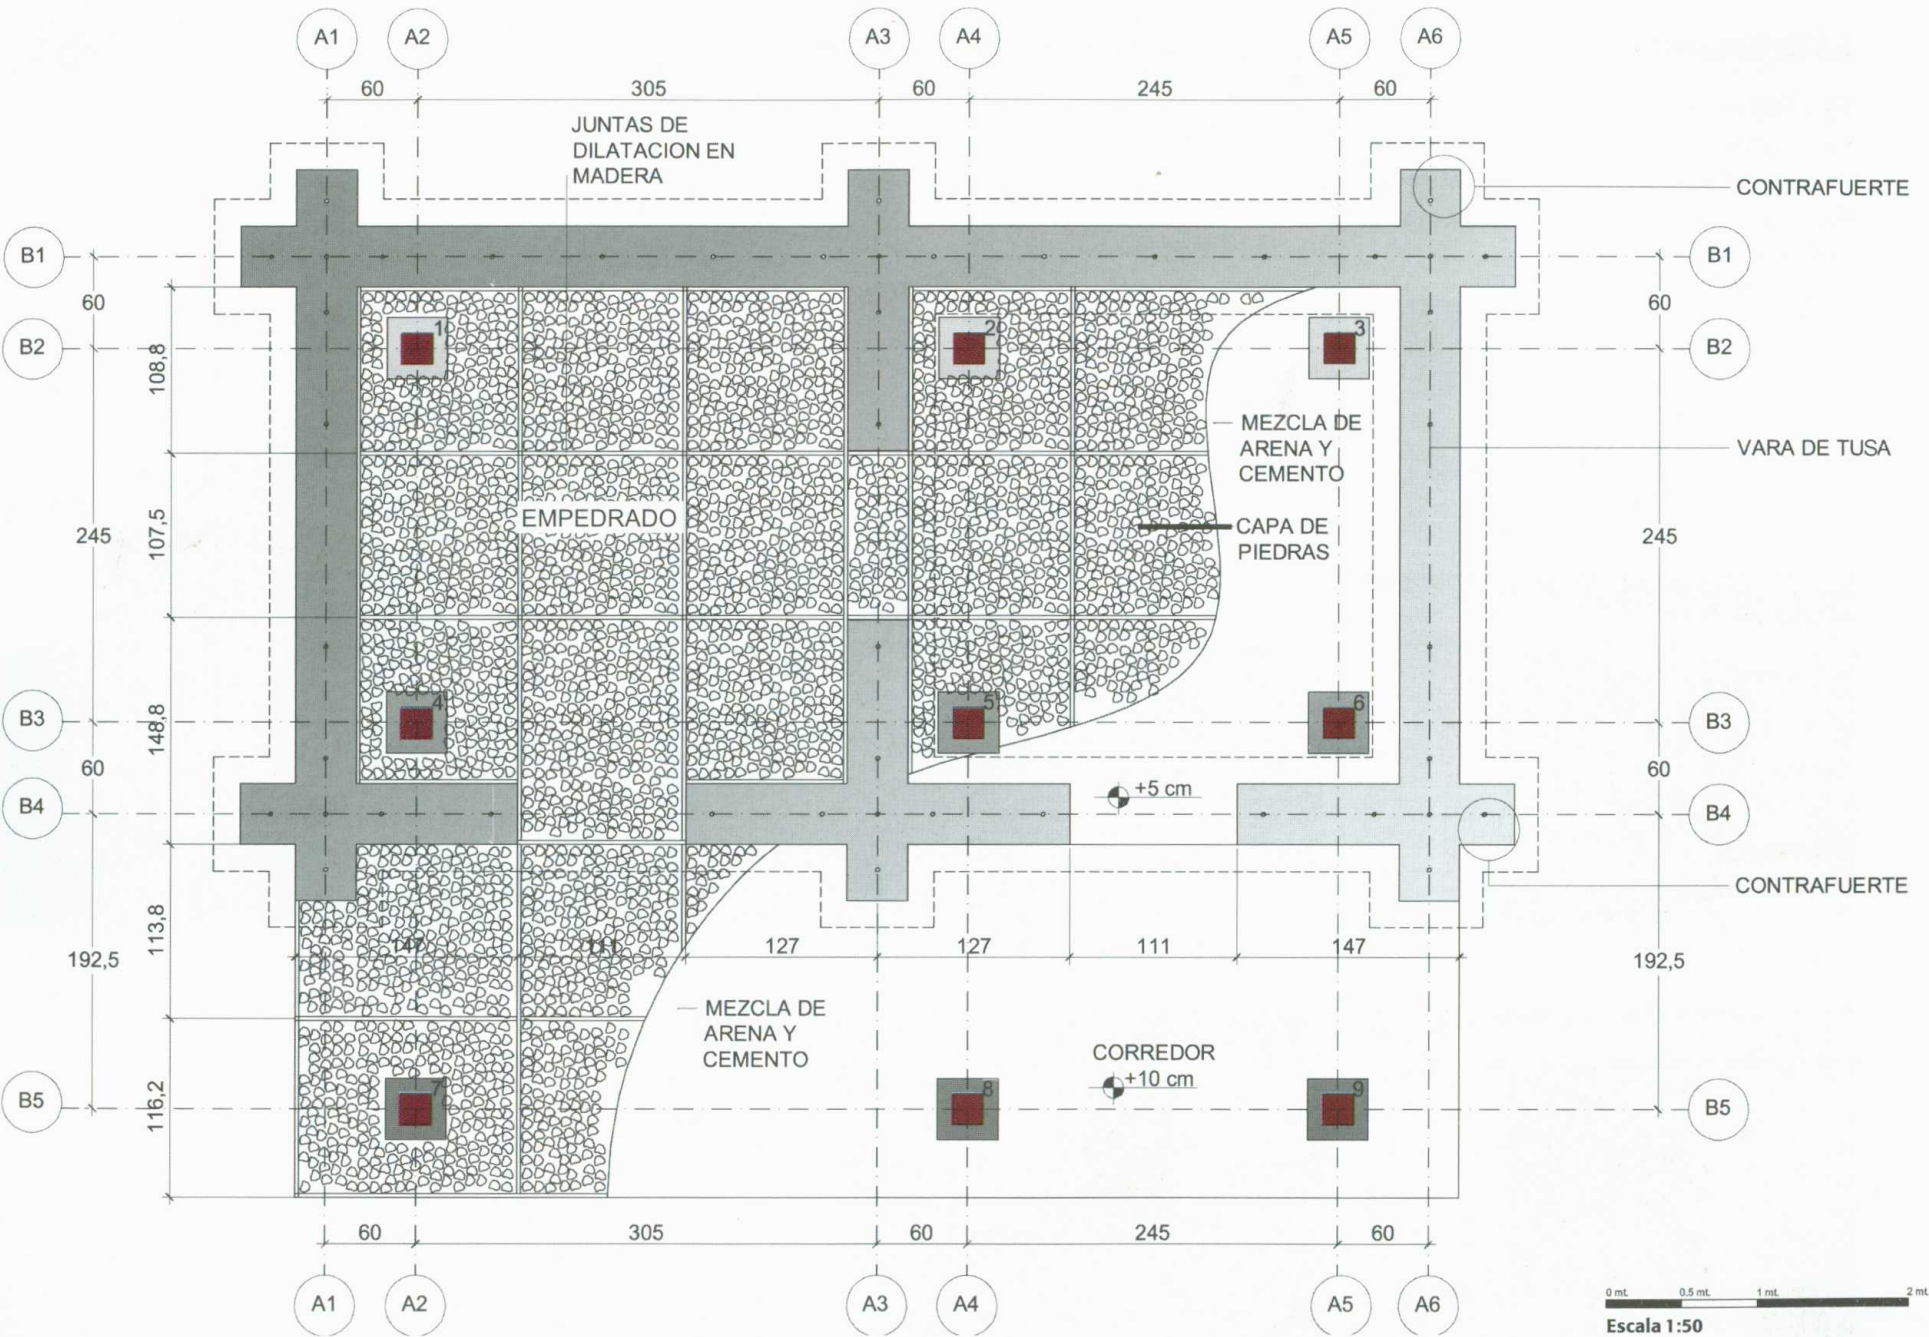 A1 A2 A3 A4 A5 A6
60 305 60 245 60
JUNTAS DE
DILATACION EN
MADERA
CONTRAFUERTE
B1 B1
60 60
B2 1 2 3 B2
108,8
MEZCLA DE
ARENA Y
CEMENTO
VARA DE TUSA
EMPEDRADO
CAPA DE
PIEDRAS
245 107,5 245
B3 4 5 6 B3
148,8
60 60
+5 cm
B4 B4
CONTRAFUERTE
113,8
192,5 147 111 127 127 111 147 192,5
MEZCLA DE
ARENA Y
CEMENTO
CORREDOR
+10 cm
116,2
B5 7 8 9 B5
60 305 60 245 60
A1 A2 A3 A4 A5 A6
0 mt. 0.5 mt. 1 mt. 2 mt.
Escala 1:50